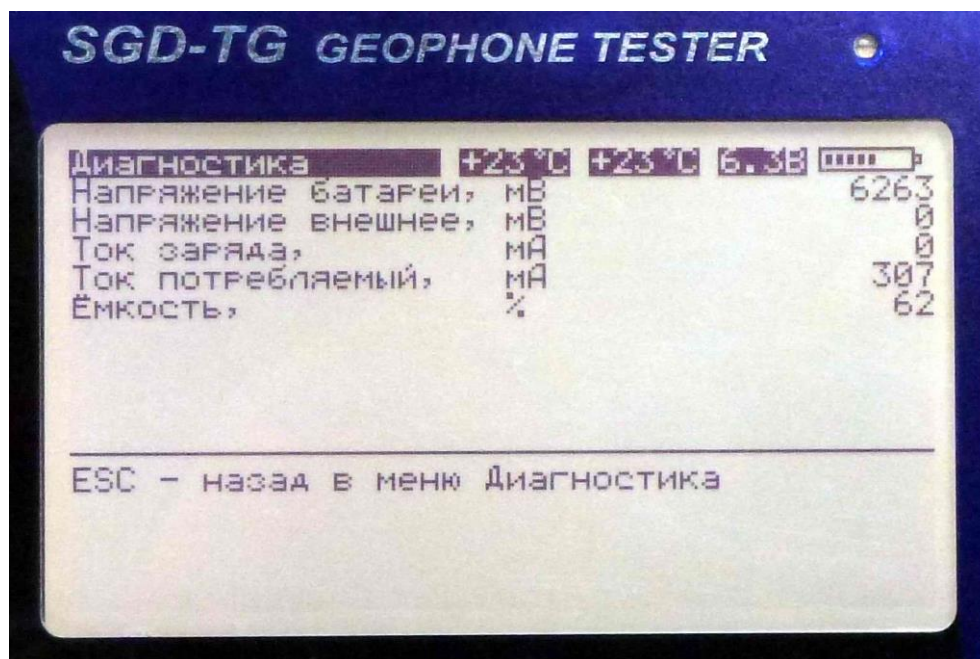 SGD-TG GEOPHONE TESTER
Диагностика +23°C +23°C 6.3В
Напряжение батареи, мВ 6263
Напряжение внешнее, мВ 0
Ток заряда, мА 0
Ток потребляемый, мА 307
Ёмкость, % 62
ESC - назад в меню Диагностика